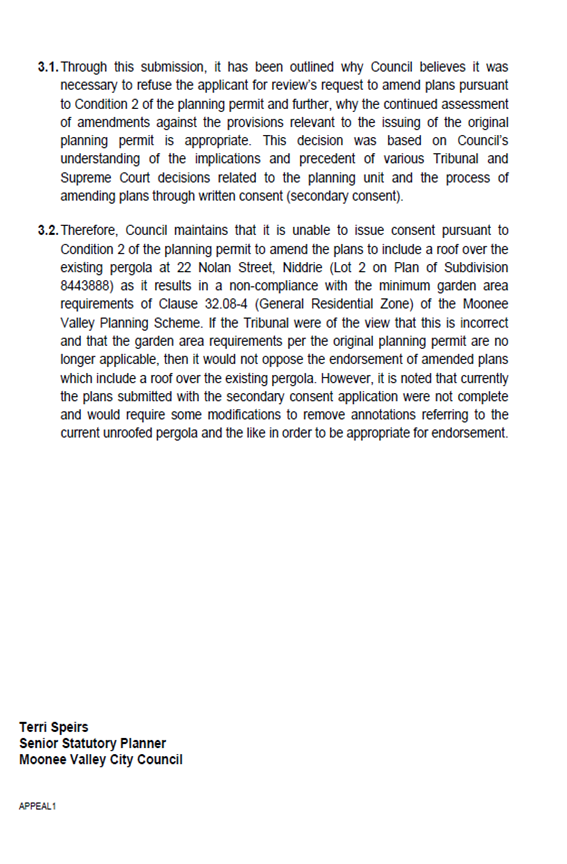 3.1. Through this submission, it has been outlined why Council believes it was
necessary to refuse the applicant for review's request to amend plans pursuant
to Condition 2 of the planning permit and further, why the continued assessment
of amendments against the provisions relevant to the issuing of the original
planning permit is appropriate. This decision was based on Council's
understanding of the implications and precedent of various Tribunal and
Supreme Court decisions related to the planning unit and the process of
amending plans through written consent (secondary consent).
3.2. Therefore, Council maintains that it is unable to issue consent pursuant to
Condition 2 of the planning permit to amend the plans to include a roof over the
existing pergola at 22 Nolan Street, Niddrie (Lot 2 on Plan of Subdivision
8443888) as it results in a non-compliance with the minimum garden area
requirements of Clause 32.08-4 (General Residential Zone) of the Moonee
Valley Planning Scheme. If the Tribunal were of the view that this is incorrect
and that the garden area requirements per the original planning permit are no
longer applicable, then it would not oppose the endorsement of amended plans
which include a roof over the existing pergola. However, it is noted that currently
the plans submitted with the secondary consent application were not complete
and would require some modifications to remove annotations referring to the
current unroofed pergola and the like in order to be appropriate for endorsement.
Terri Speirs
Senior Statutory Planner
Moonee Valley City Council
APPEAL1